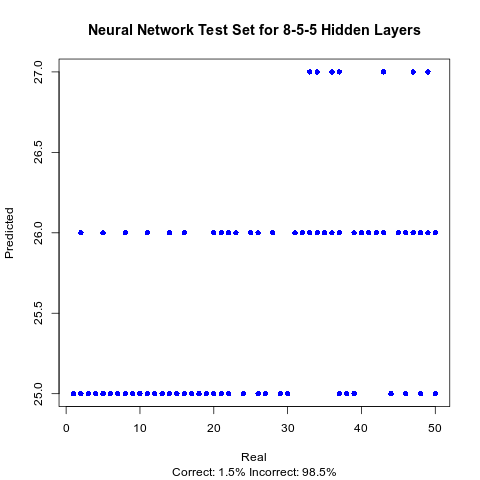 Neural Network Test Set for 8-5-5 Hidden Layers
27.0
26.5
26.0
25.5
25.0
Predicted
0 10 20 30 40 50
Real
Correct: 1.5% Incorrect: 98.5%